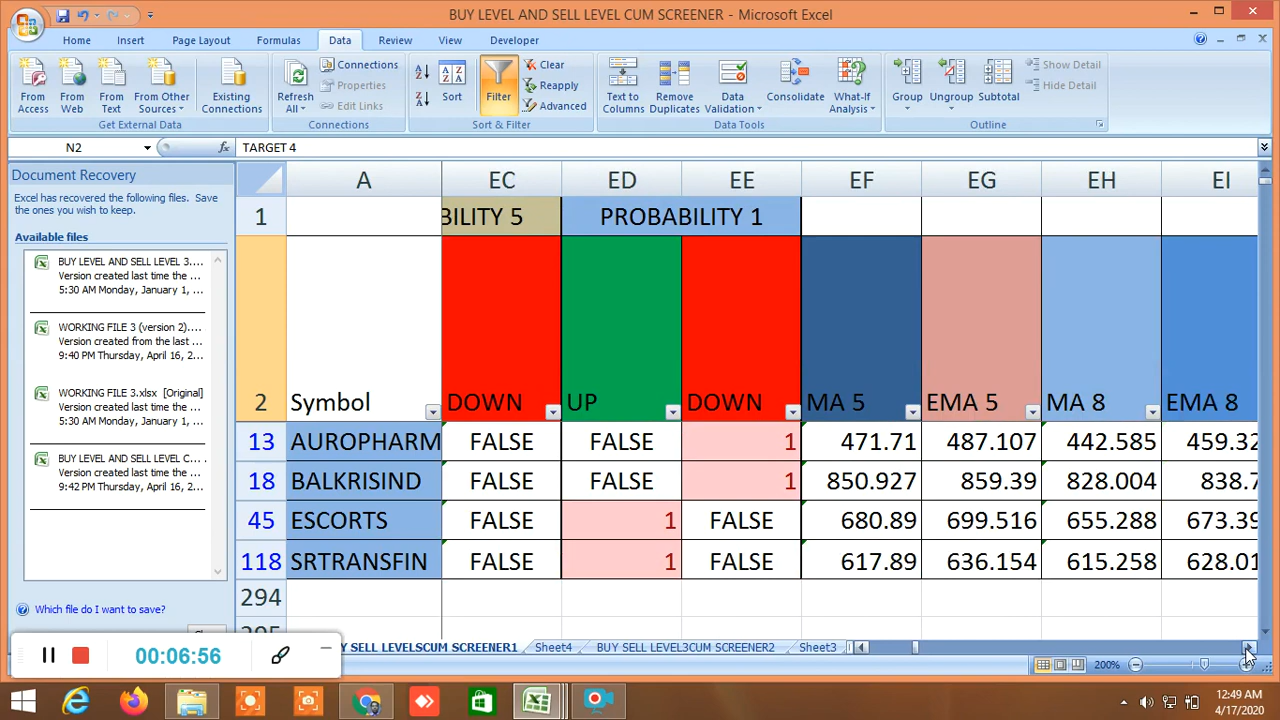 BUY LEVEL AND SELL LEVEL CUM SCREENER - Microsoft Excel
Home Insert Page Layout Formulas Data Review View Developer
From Access
From Web
From Text
From Other Sources
Existing Connections
Get External Data
Refresh All
Connections
Properties
Edit Links
Connections
Sort
Filter
Clear
Reapply
Advanced
Sort & Filter
Text to Columns
Remove Duplicates
Data Validation
Consolidate
What-If Analysis
Data Tools
Group
Ungroup
Subtotal
Show Detail
Hide Detail
Outline
N2 fx TARGET 4
Document Recovery
Excel has recovered the following files. Save
the ones you wish to keep.
Available files
BUY LEVEL AND SELL LEVEL 3....
Version created last time the ...
5:30 AM Monday, January 1, ...
WORKING FILE 3 (version 2)....
Version created from the last ...
9:40 PM Thursday, April 16, 2...
WORKING FILE 3.xlsx [Original]
Version created last time the ...
5:30 AM Monday, January 1, ...
BUY LEVEL AND SELL LEVEL C...
Version created last time the ...
9:42 PM Thursday, April 16, 2...
Which file do I want to save?
A EC ED EE EF EG EH EI
1 BILITY 5 PROBABILITY 1
2 Symbol DOWN UP DOWN MA 5 EMA 5 MA 8 EMA 8
13 AUROPHARM FALSE FALSE 1 471.71 487.107 442.585 459.32
18 BALKRISIND FALSE FALSE 1 850.927 859.39 828.004 838.7
45 ESCORTS FALSE 1 FALSE 680.89 699.516 655.288 673.39
118 SRTRANSFIN FALSE 1 FALSE 617.89 636.154 615.258 628.01
294
BUY SELL LEVELSCUM SCREENER1 Sheet4 BUY SELL LEVEL3CUM SCREENER2 Sheet3
00:06:56
200%
12:49 AM
4/17/2020